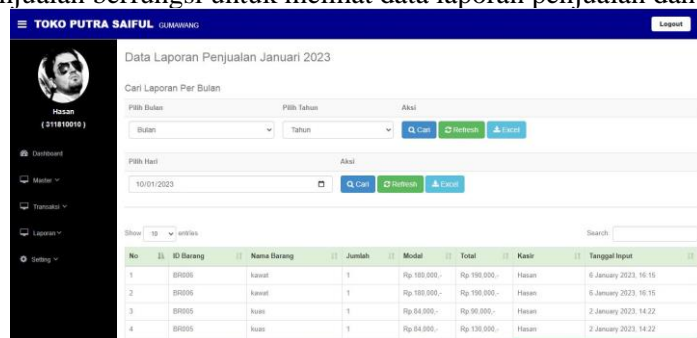 njualan berfungsi untuk melihat data laporan penjualan dan
TOKO PUTRA SAIFUL GUMAWANG
Logout
Hasan
( 311810010 )
Dashboard
Master
Transaksi
Laporan
Setting
Data Laporan Penjualan Januari 2023
Cari Laporan Per Bulan
Pilih Bulan Pilih Tahun Aksi
Bulan Tahun Cari Refresh Excel
Pilih Hari Aksi
10/01/2023 Cari Refresh Excel
Show 10 entries Search:
No ID Barang Nama Barang Jumlah Modal Total Kasir Tanggal Input
1 BR006 kawat 1 Rp.180,000,- Rp.190,000,- Hasan 6 January 2023, 16:15
2 BR006 kawat 1 Rp.180,000,- Rp.190,000,- Hasan 6 January 2023, 16:15
3 BR005 kuas 1 Rp.84,000,- Rp.90,000,- Hasan 2 January 2023, 14:22
4 BR005 kuas 1 Rp.84,000,- Rp.130,000,- Hasan 2 January 2023, 14:22